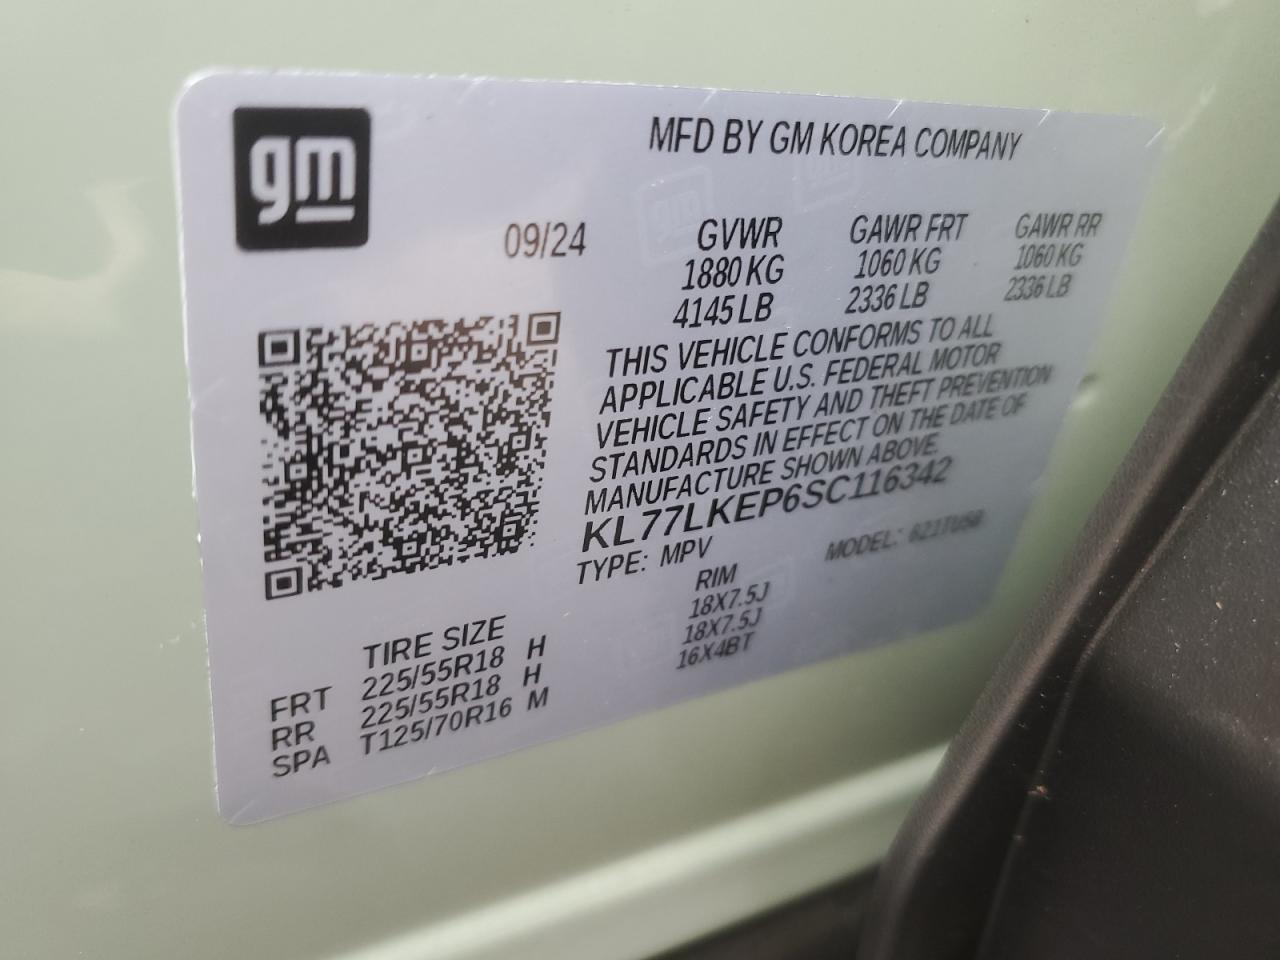 gm
MFD BY GM KOREA COMPANY
09/24
GVWR GAWR FRT GAWR RR
1880 KG 1060 KG 1060 KG
4145 LB 2336 LB 2336 LB
THIS VEHICLE CONFORMS TO ALL
APPLICABLE U.S. FEDERAL MOTOR
VEHICLE SAFETY AND THEFT PREVENTION
STANDARDS IN EFFECT ON THE DATE OF
MANUFACTURE SHOWN ABOVE.
KL77LKEP6SC116342
TYPE: MPV MODEL:
TIRE SIZE RIM
FRT 225/55R18 H 18X7.5J
RR 225/55R18 H 18X7.5J
SPA T125/70R16 M 16X4BT